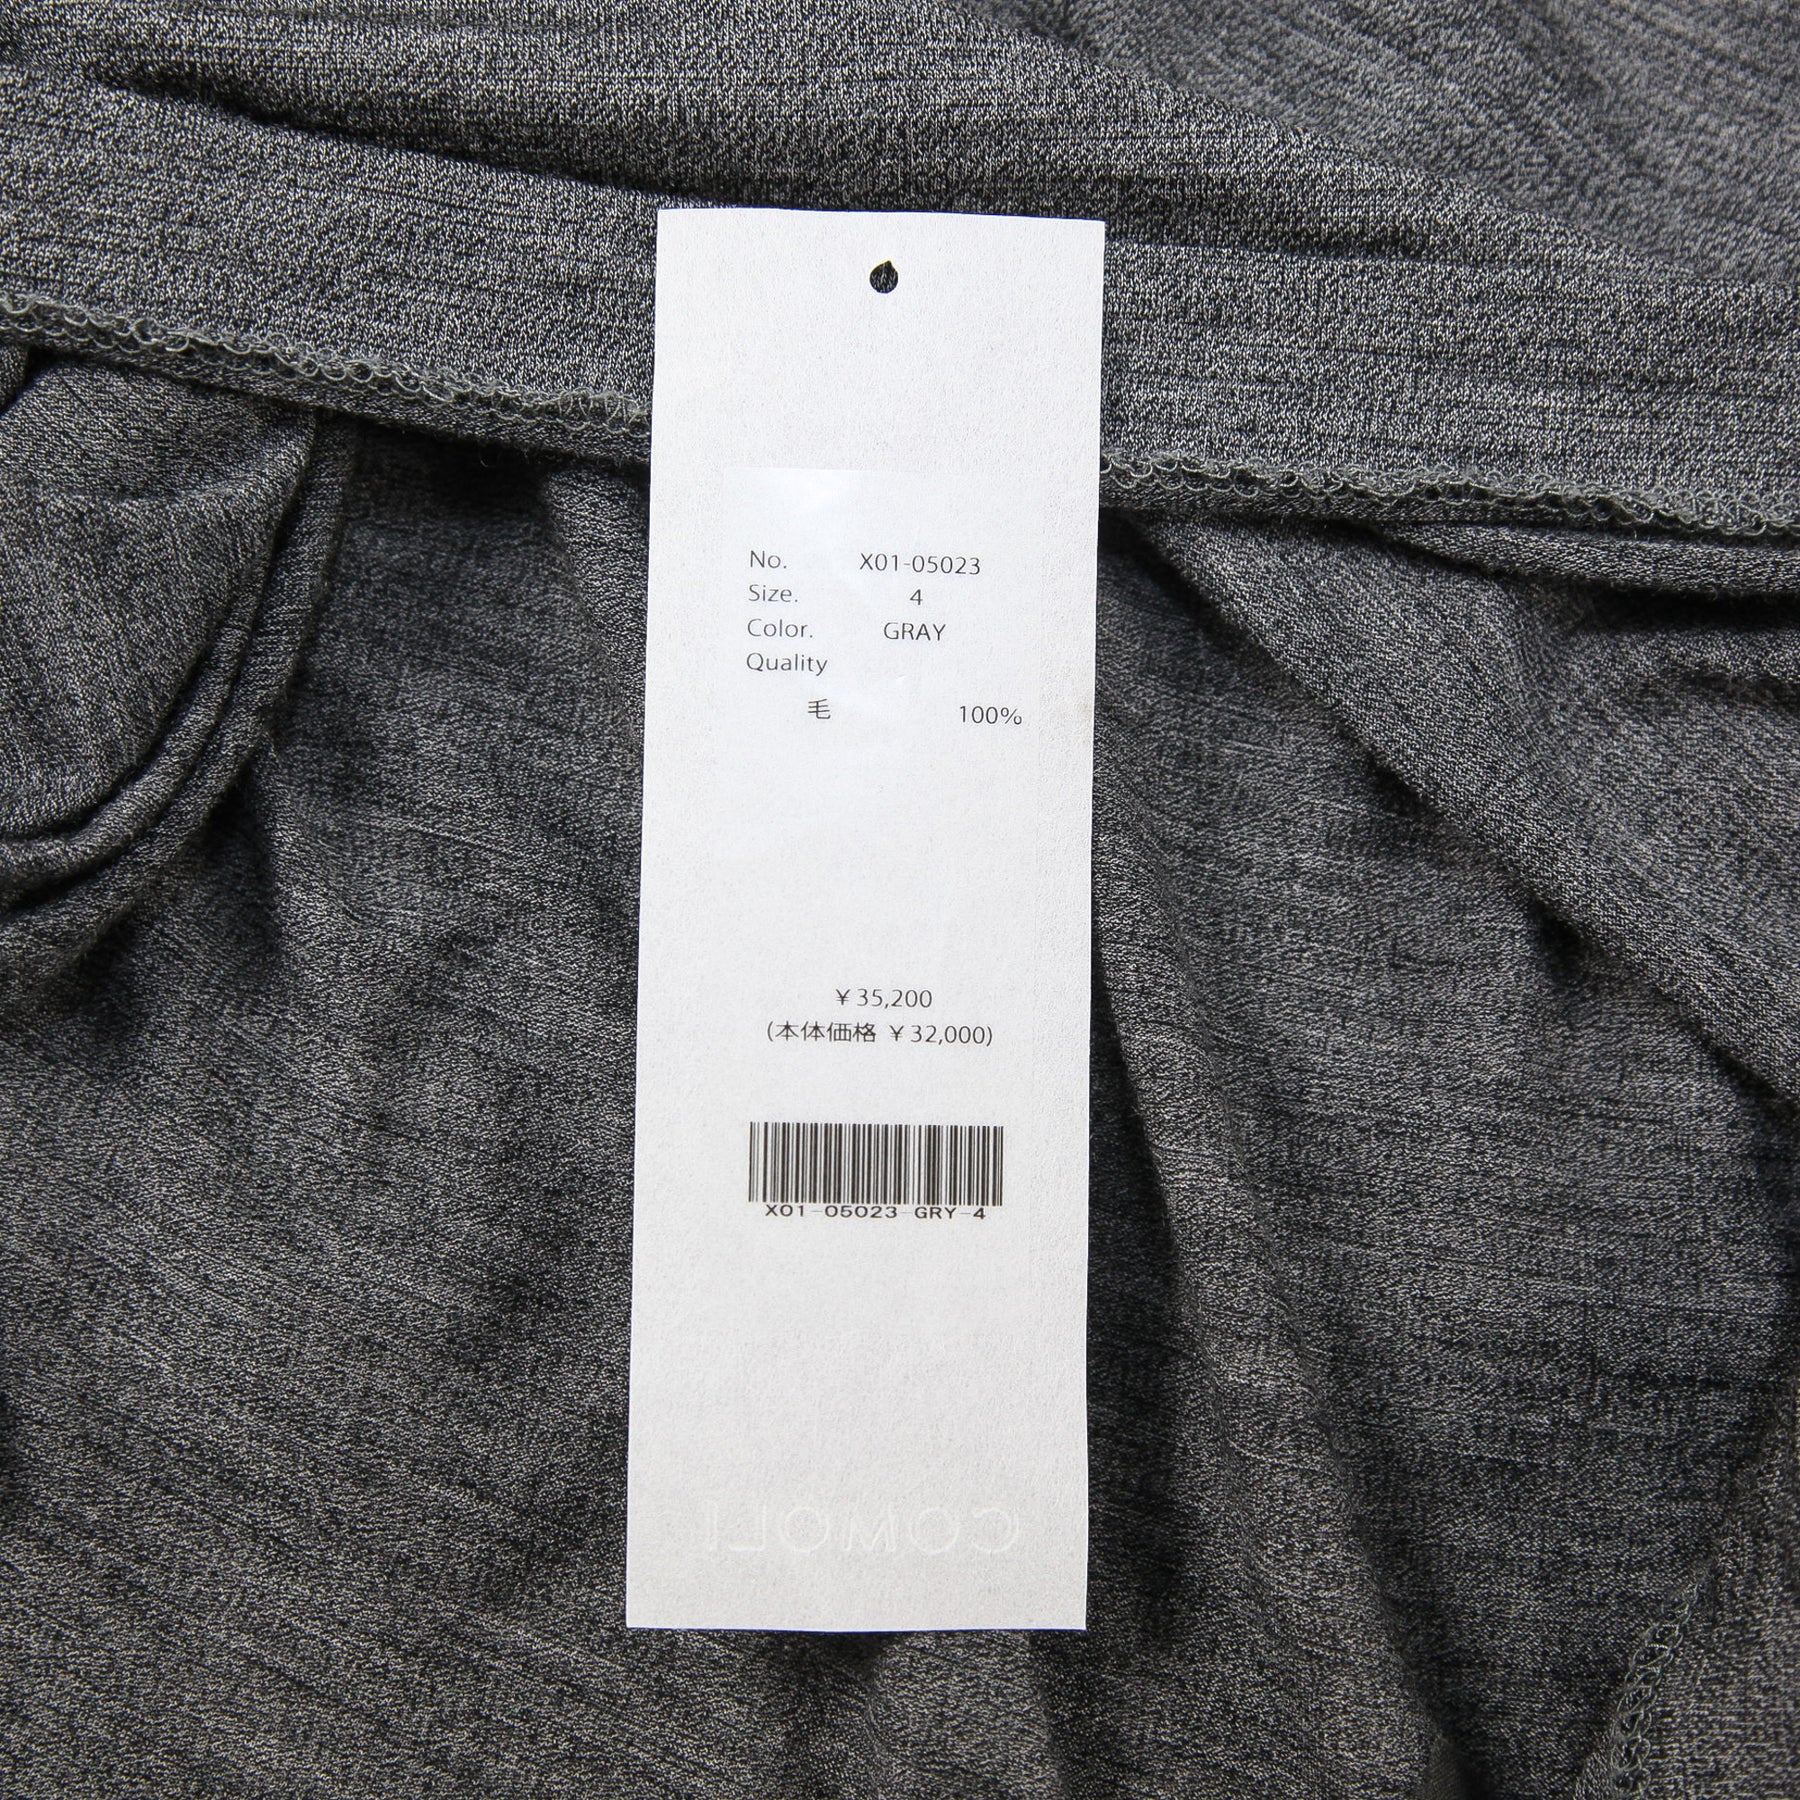 No. X01-05023
Size. 4
Color. GRAY
Quality
毛 100%
¥35,200
(本体価格 ¥32,000)
X01-05023-GRY-4
COMOLI